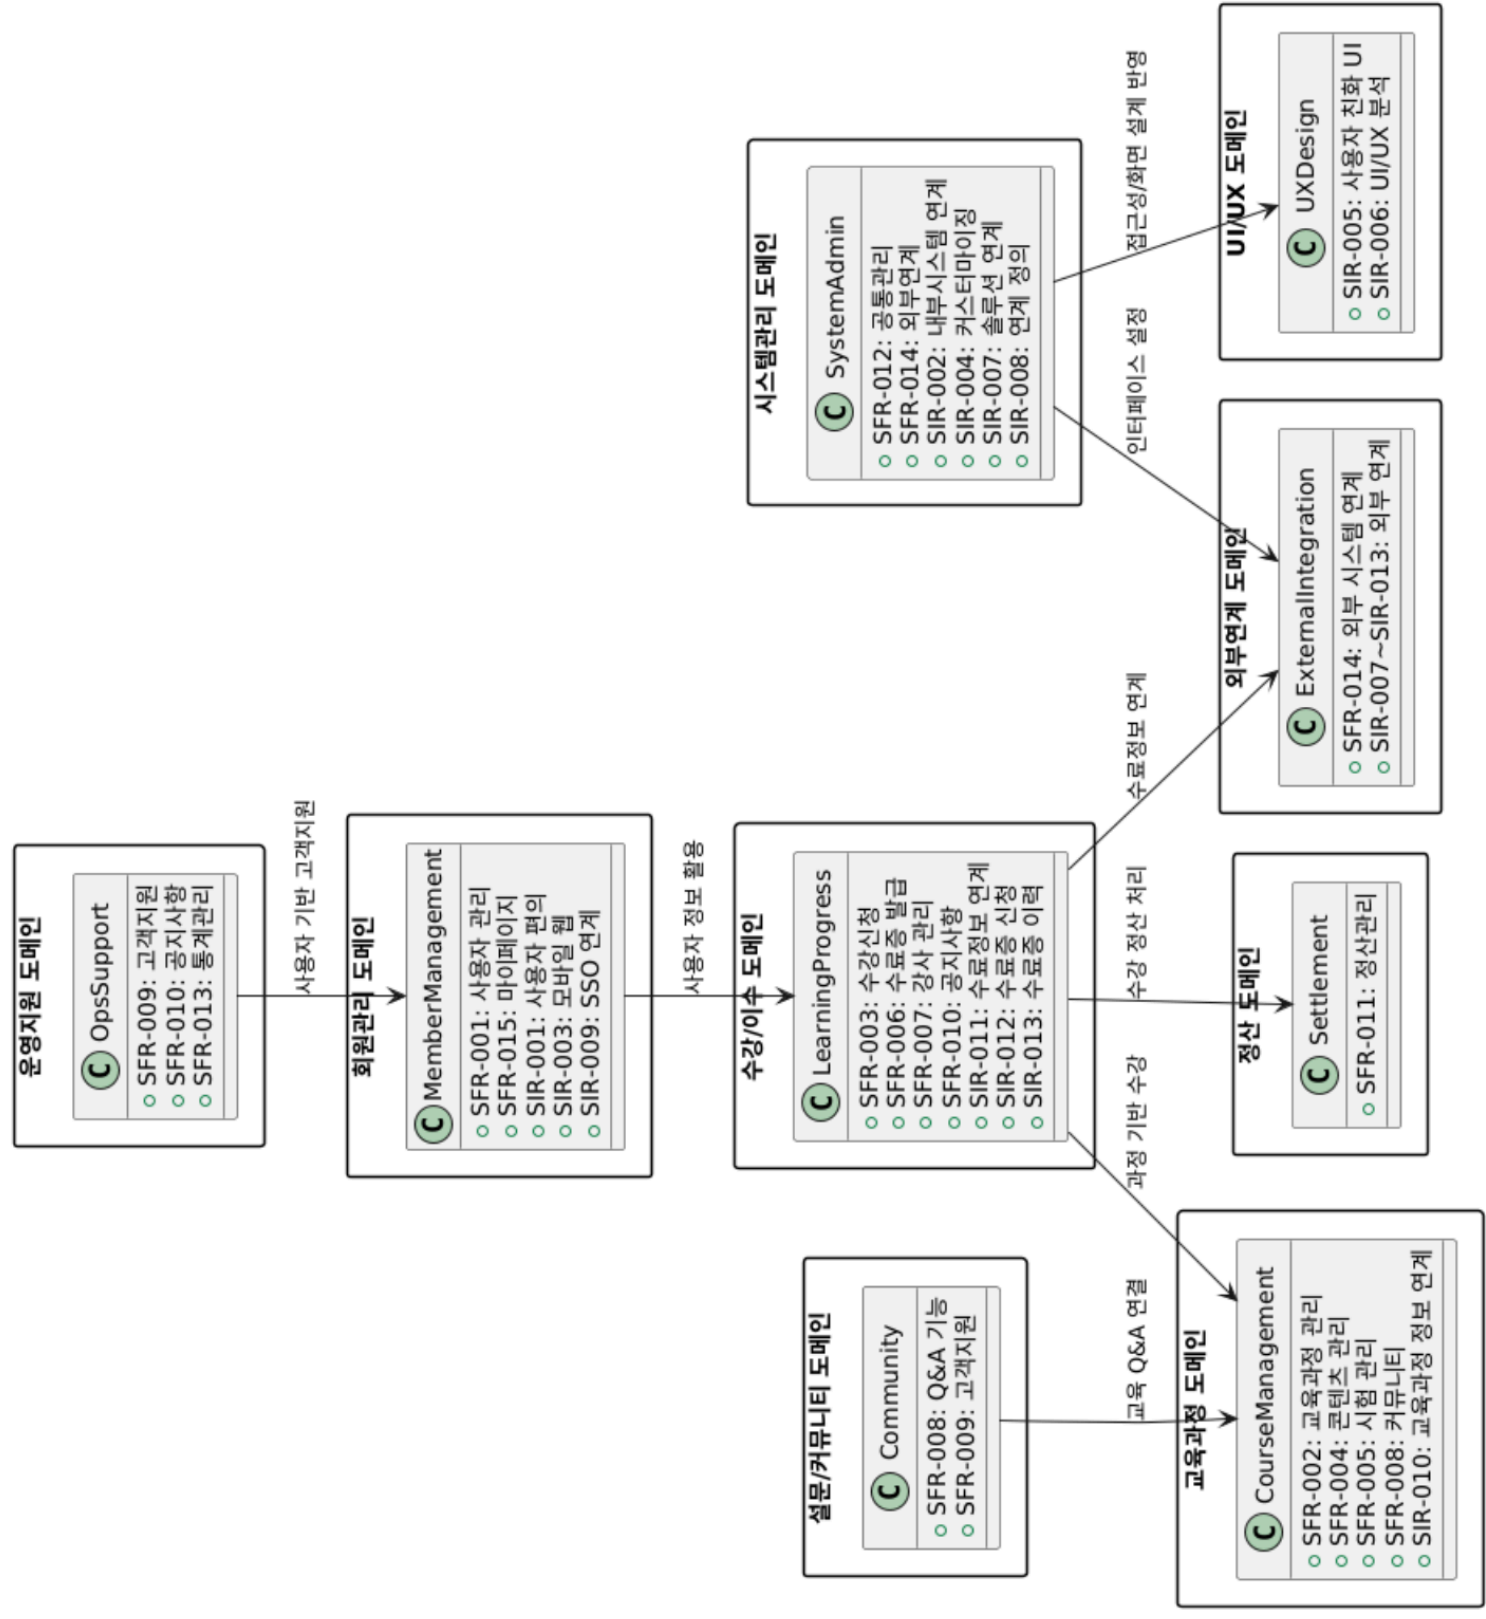 운영지원 도메인
C OpsSupport
SFR-009: 고객지원
SFR-010: 공지사항
SFR-013: 통계관리
사용자 기반 고객지원
회원관리 도메인
C MemberManagement
SFR-001: 사용자 관리
SFR-015: 마이페이지
SIR-001: 사용자 편의
SIR-003: 모바일 웹
SIR-009: SSO 연계
사용자 정보 활용
설문/커뮤니티 도메인
C Community
SFR-008: Q&A 기능
SFR-009: 고객지원
수강/이수 도메인
C LearningProgress
SFR-003: 수강신청
SFR-006: 수료증 발급
SFR-007: 강사 관리
SFR-010: 공지사항
SIR-011: 수료정보 연계
SIR-012: 수료증 신청
SIR-013: 수료증 이력
시스템관리 도메인
C SystemAdmin
SFR-012: 공통관리
SFR-014: 외부연계
SIR-002: 내부시스템 연계
SIR-004: 커스터마이징
SIR-007: 솔루션 연계
SIR-008: 연계 정의
교육 Q&A 연결
과정 기반 수강
수강 정산 처리
수료정보 연계
인터페이스 설정
접근성/화면 설계 반영
교육과정 도메인
C CourseManagement
SFR-002: 교육과정 관리
SFR-004: 콘텐츠 관리
SFR-005: 시험 관리
SFR-008: 커뮤니티
SIR-010: 교육과정 정보 연계
정산 도메인
C Settlement
SFR-011: 정산관리
외부연계 도메인
C ExternalIntegration
SFR-014: 외부 시스템 연계
SIR-007~SIR-013: 외부 연계
UI/UX 도메인
C UXDesign
SIR-005: 사용자 친화 UI
SIR-006: UI/UX 분석